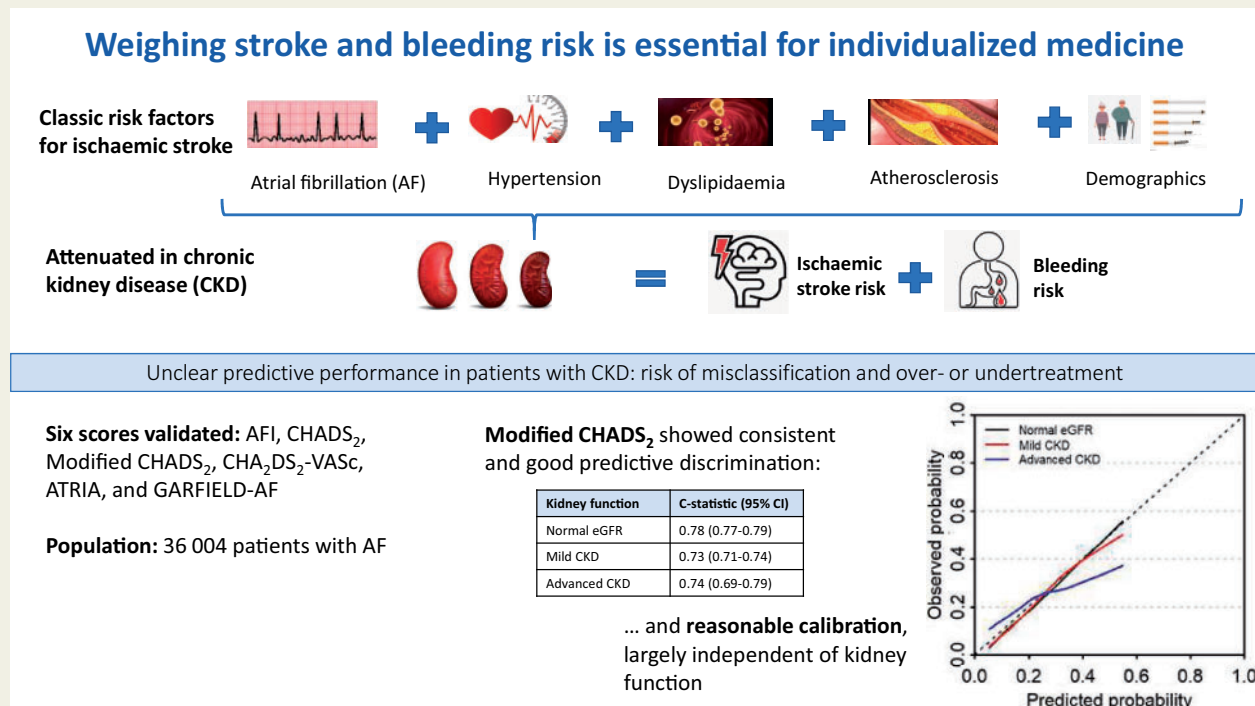 Weighing stroke and bleeding risk is essential for individualized medicine
Classic risk factors
for ischaemic stroke
Atrial fibrillation (AF)
Hypertension
Dyslipidaemia
Atherosclerosis
Demographics
Attenuated in chronic
kidney disease (CKD)
Ischaemic
stroke risk
Bleeding
risk
Unclear predictive performance in patients with CKD: risk of misclassification and over- or undertreatment
Six scores validated: AFI, CHADS₂,
Modified CHADS₂, CHA₂DS₂-VASc,
ATRIA, and GARFIELD-AF
Population: 36 004 patients with AF
Modified CHADS₂ showed consistent
and good predictive discrimination:
Kidney function C-statistic (95% CI)
Normal eGFR 0.78 (0.77-0.79)
Mild CKD 0.73 (0.71-0.74)
Advanced CKD 0.74 (0.69-0.79)
... and reasonable calibration,
largely independent of kidney
function
Normal eGFR
Mild CKD
Advanced CKD
Observed probability
1.0
0.8
0.6
0.4
0.2
0.0
0.0 0.2 0.4 0.6 0.8 1.0
Predicted probability